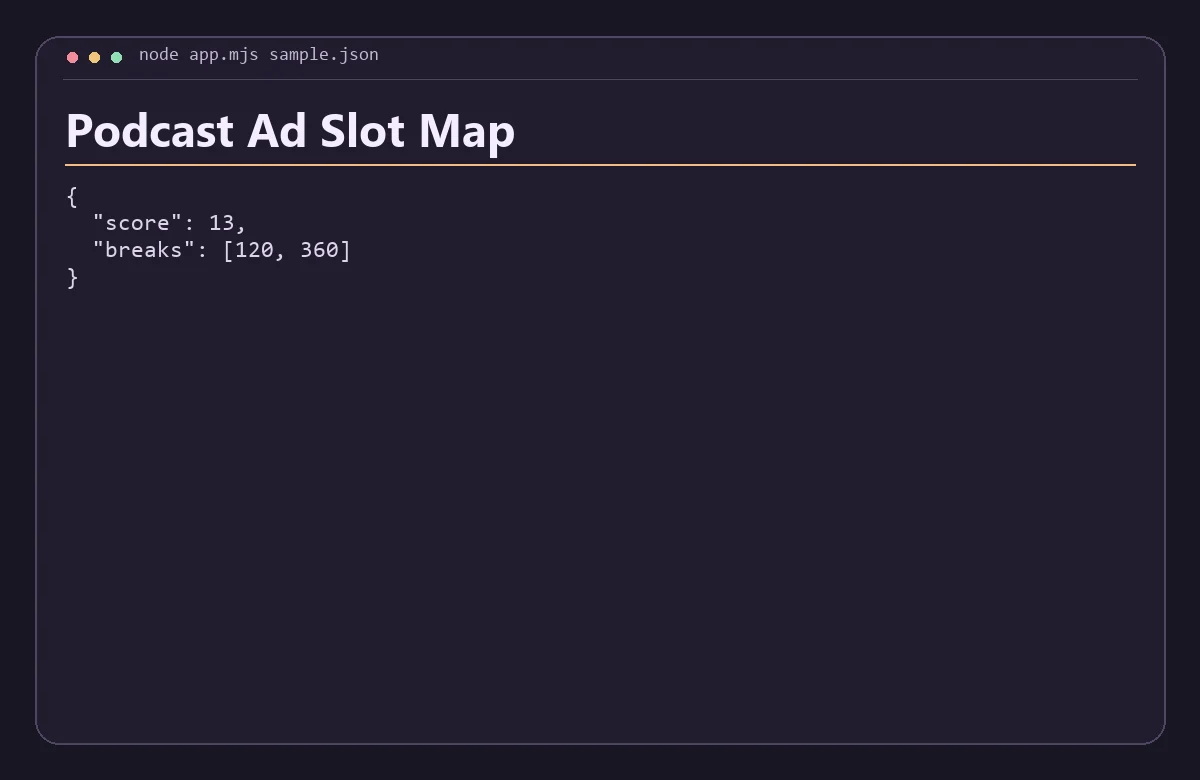 node app.mjs sample.json
Podcast Ad Slot Map
{
  "score": 13,
  "breaks": [120, 360]
}